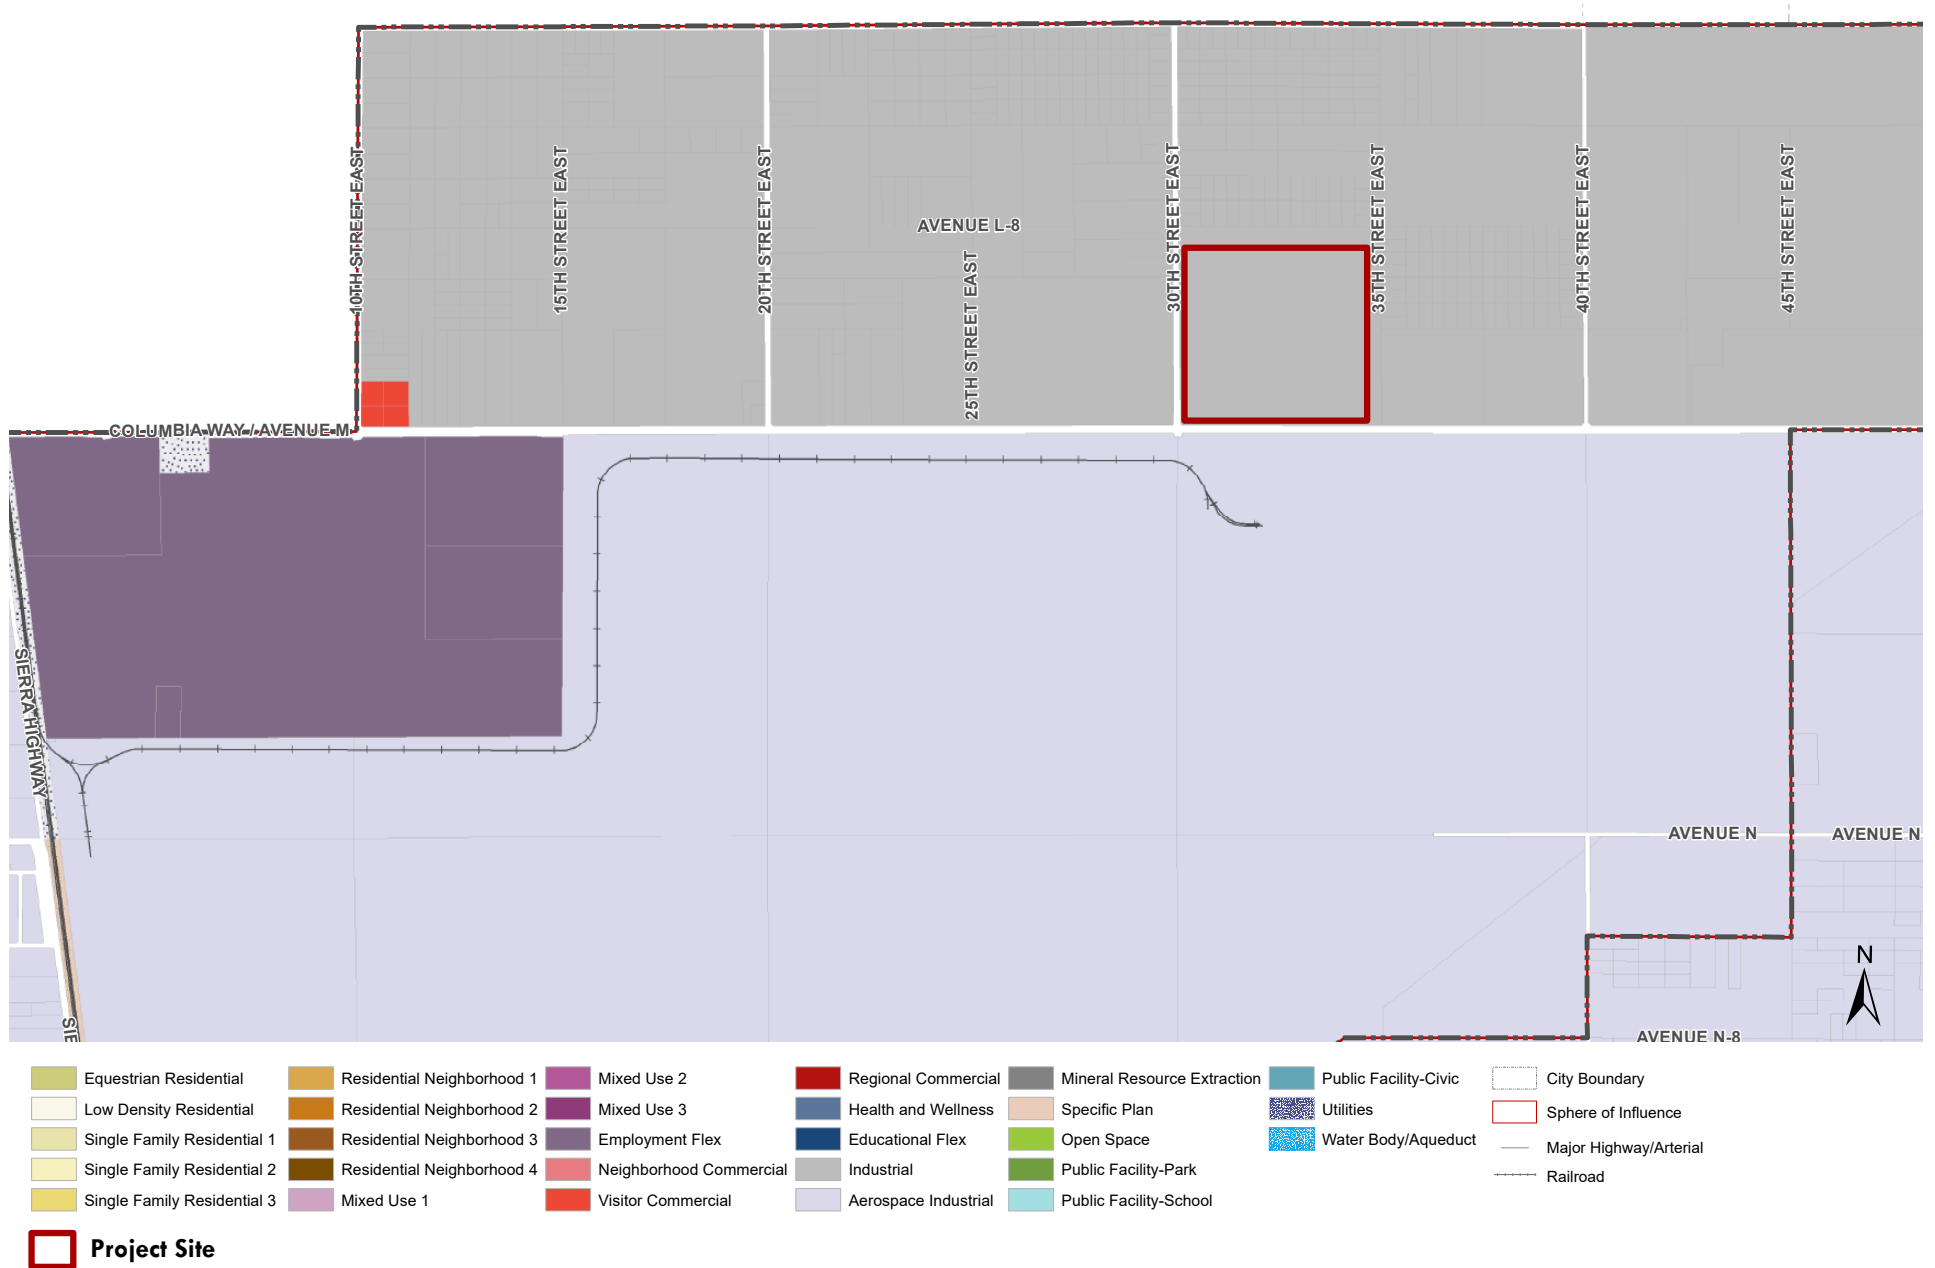 10TH STREET EAST
15TH STREET EAST
20TH STREET EAST
AVENUE L-8
25TH STREET EAST
30TH STREET EAST
35TH STREET EAST
40TH STREET EAST
45TH STREET EAST
COLUMBIA WAY / AVENUE M
SIERRA HIGHWAY
AVENUE N
AVENUE N
N
SIE
AVENUE N-8
Equestrian Residential
Low Density Residential
Single Family Residential 1
Single Family Residential 2
Single Family Residential 3
Residential Neighborhood 1
Residential Neighborhood 2
Residential Neighborhood 3
Residential Neighborhood 4
Mixed Use 1
Mixed Use 2
Mixed Use 3
Employment Flex
Neighborhood Commercial
Visitor Commercial
Regional Commercial
Health and Wellness
Educational Flex
Industrial
Aerospace Industrial
Mineral Resource Extraction
Specific Plan
Open Space
Public Facility-Park
Public Facility-School
Public Facility-Civic
Utilities
Water Body/Aqueduct
City Boundary
Sphere of Influence
Major Highway/Arterial
Railroad
Project Site